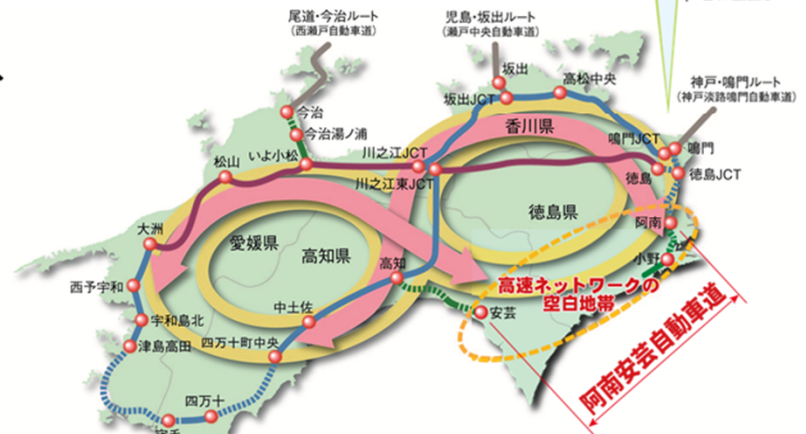 尾道・今治ルート
(西瀬戸自動車道)
児島・坂出ルート
(瀬戸中央自動車道)
神戸・鳴門ルート
(神戸淡路鳴門自動車道)
坂出
高松中央
坂出JCT
今治
今治湯ノ浦
香川県
鳴門JCT
鳴門
松山
いよ小松
川之江JCT
川之江東JCT
徳島
徳島JCT
徳島県
阿南
大洲
愛媛県
高知県
高知
小野
西予宇和
高速ネットワークの
空白地帯
中土佐
安芸
宇和島北
津島高田
四万十町中央
阿南安芸自動車道
四万十